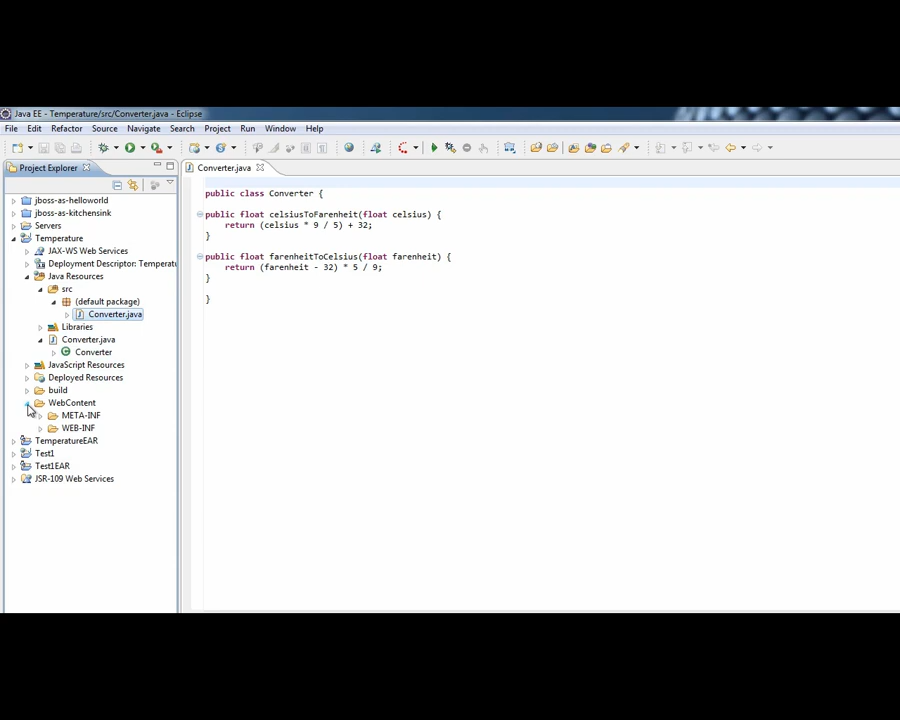 Java EE - Temperature/src/Converter.java - Eclipse
File Edit Refactor Source Navigate Search Project Run Window Help
Project Explorer
Converter.java
jboss-as-helloworld
jboss-as-kitchensink
Servers
Temperature
JAX-WS Web Services
Deployment Descriptor: Temperatu
Java Resources
src
(default package)
Converter.java
Libraries
Converter.java
Converter
JavaScript Resources
Deployed Resources
build
WebContent
META-INF
WEB-INF
TemperatureEAR
Test1
Test1EAR
JSR-109 Web Services
public class Converter {
public float celsiusToFarenheit(float celsius) {
return (celsius * 9 / 5) + 32;
}
public float farenheitToCelsius(float farenheit) {
return (farenheit - 32) * 5 / 9;
}
}